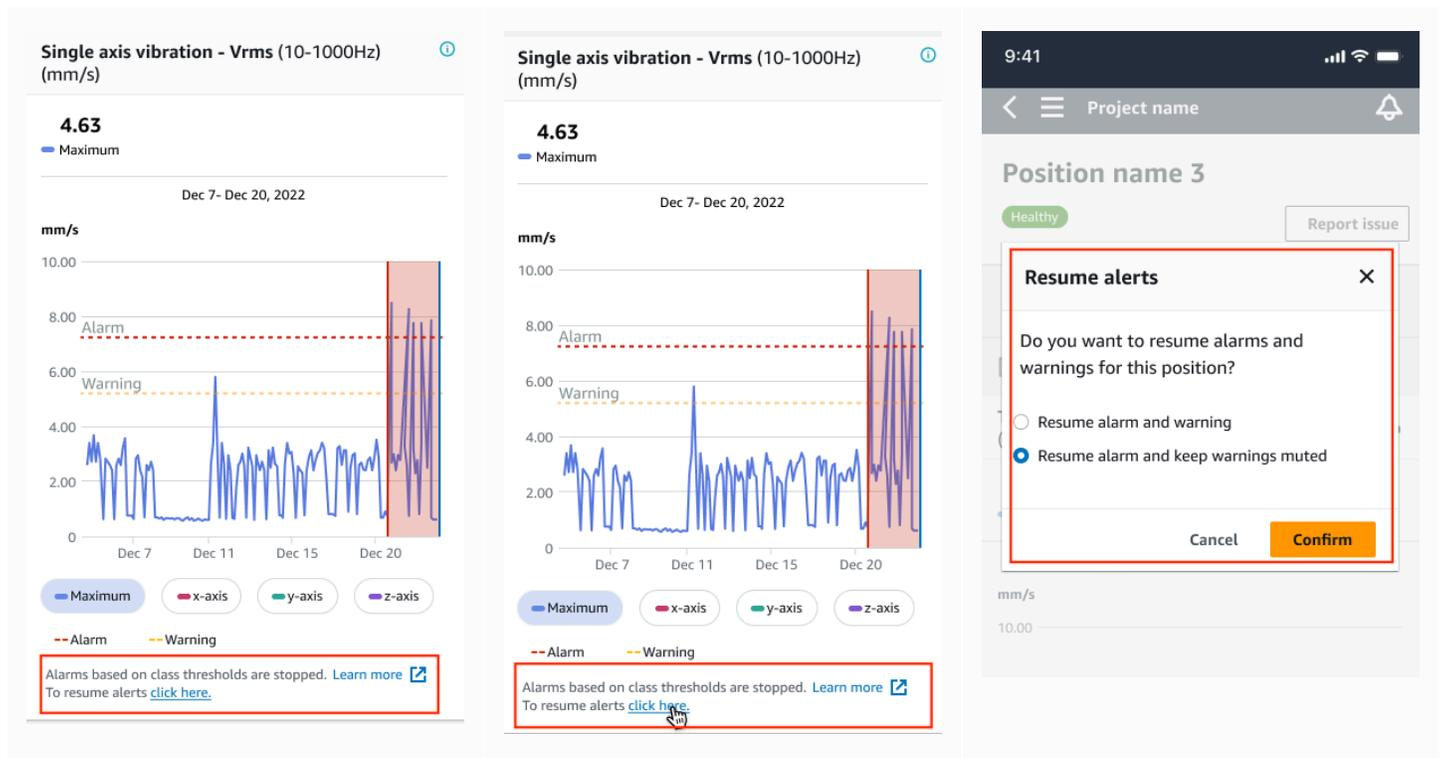 Single axis vibration - Vrms (10-1000Hz)
(mm/s)
4.63
Maximum
Dec 7- Dec 20, 2022
mm/s
10.00
8.00
Alarm
6.00
Warning
4.00
2.00
0
Dec 7 Dec 11 Dec 15 Dec 20
Maximum x-axis y-axis z-axis
Alarm Warning
Alarms based on class thresholds are stopped. Learn more
To resume alerts click here.
Single axis vibration - Vrms (10-1000Hz)
(mm/s)
4.63
Maximum
Dec 7- Dec 20, 2022
mm/s
10.00
8.00
Alarm
6.00
Warning
4.00
2.00
0
Dec 7 Dec 11 Dec 15 Dec 20
Maximum x-axis y-axis z-axis
Alarm Warning
Alarms based on class thresholds are stopped. Learn more
To resume alerts click here.
9:41
Project name
Position name 3
Healthy
Report issue
Resume alerts
Do you want to resume alarms and
warnings for this position?
Resume alarm and warning
Resume alarm and keep warnings muted
Cancel Confirm
mm/s
10.00